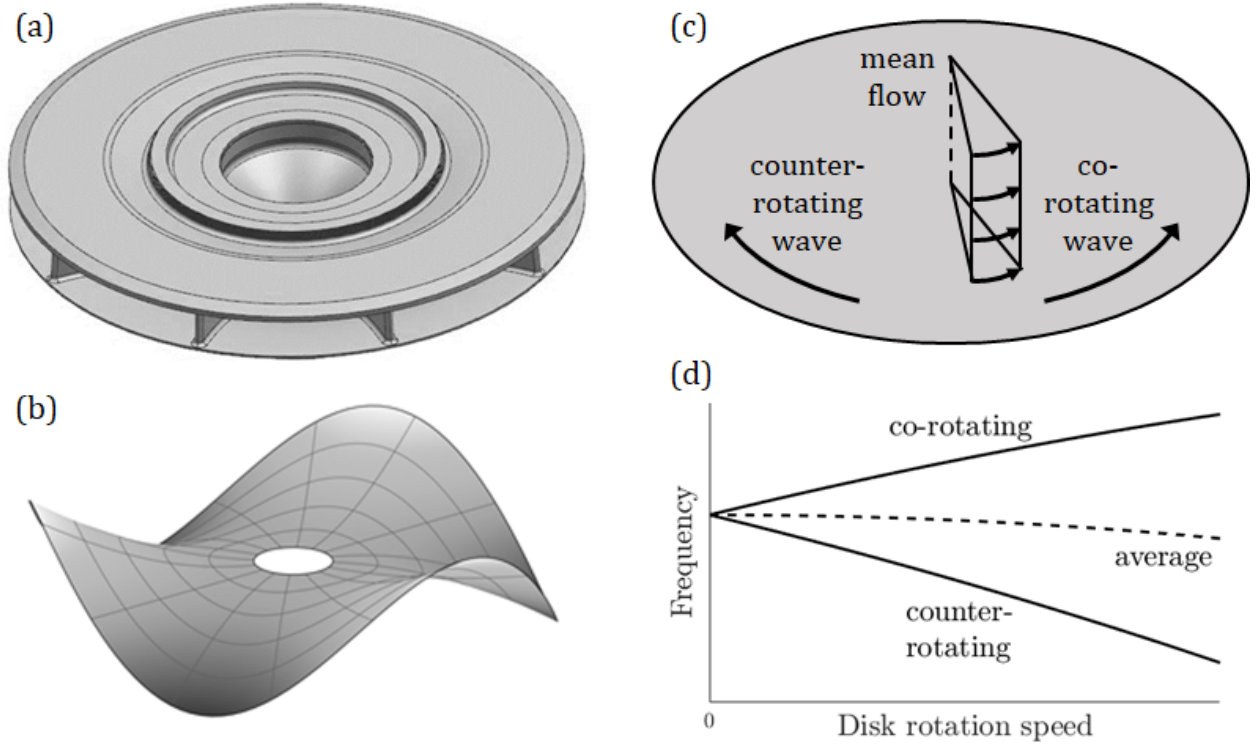 (a)
(b)
(c)
mean
flow
counter-
rotating
wave
co-
rotating
wave
(d)
Frequency
co-rotating
average
counter-
rotating
0
Disk rotation speed